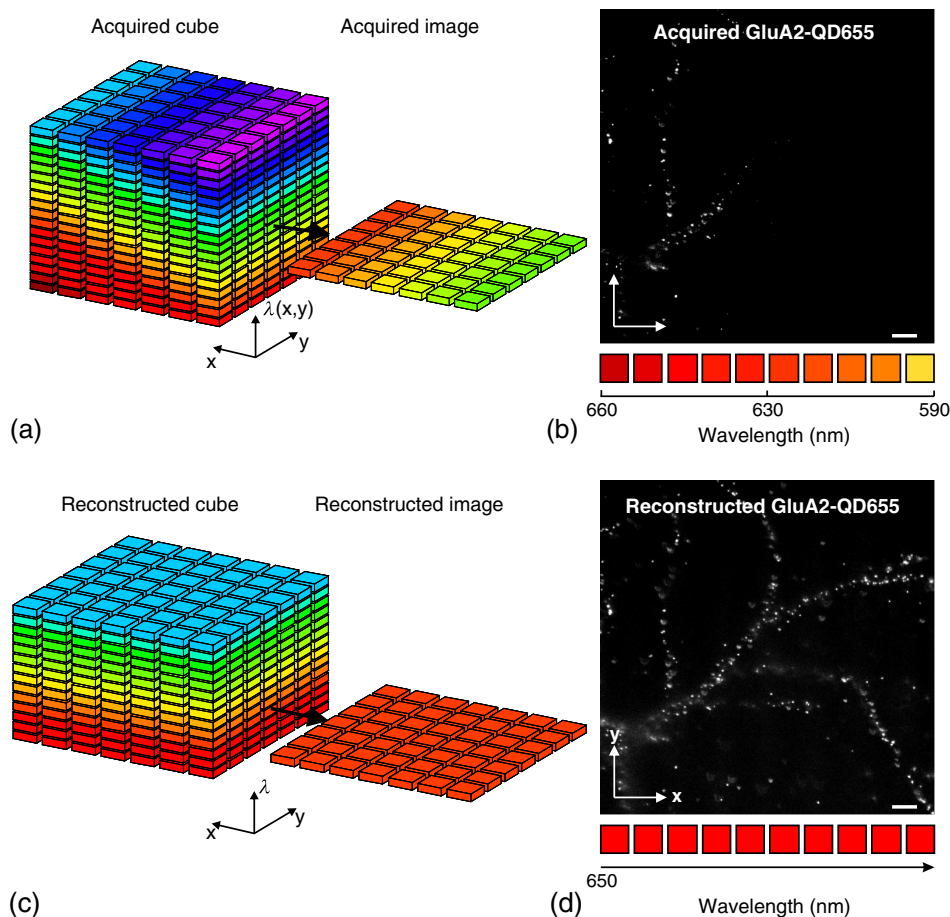 Acquired cube
Acquired image
λ(x,y)
x
y
(a)
Acquired GluA2-QD655
660
630
590
Wavelength (nm)
(b)
Reconstructed cube
Reconstructed image
λ
x
y
(c)
Reconstructed GluA2-QD655
y
x
650
Wavelength (nm)
(d)